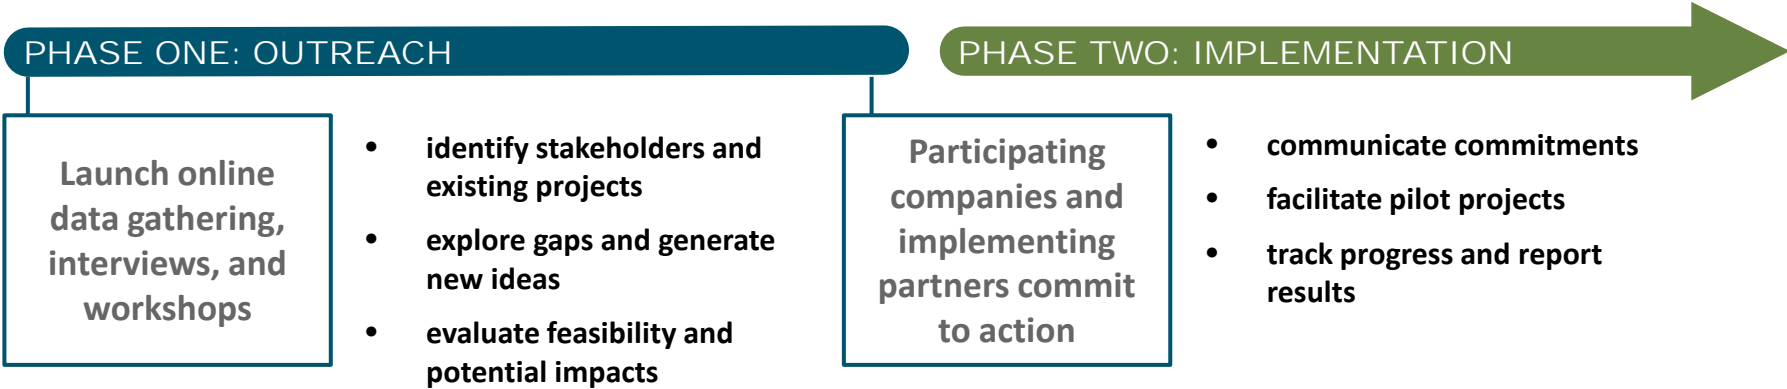 PHASE ONE: OUTREACH
Launch online
data gathering,
interviews, and
workshops
• identify stakeholders and
existing projects
• explore gaps and generate
new ideas
• evaluate feasibility and
potential impacts
PHASE TWO: IMPLEMENTATION
Participating
companies and
implementing
partners commit
to action
• communicate commitments
• facilitate pilot projects
• track progress and report
results